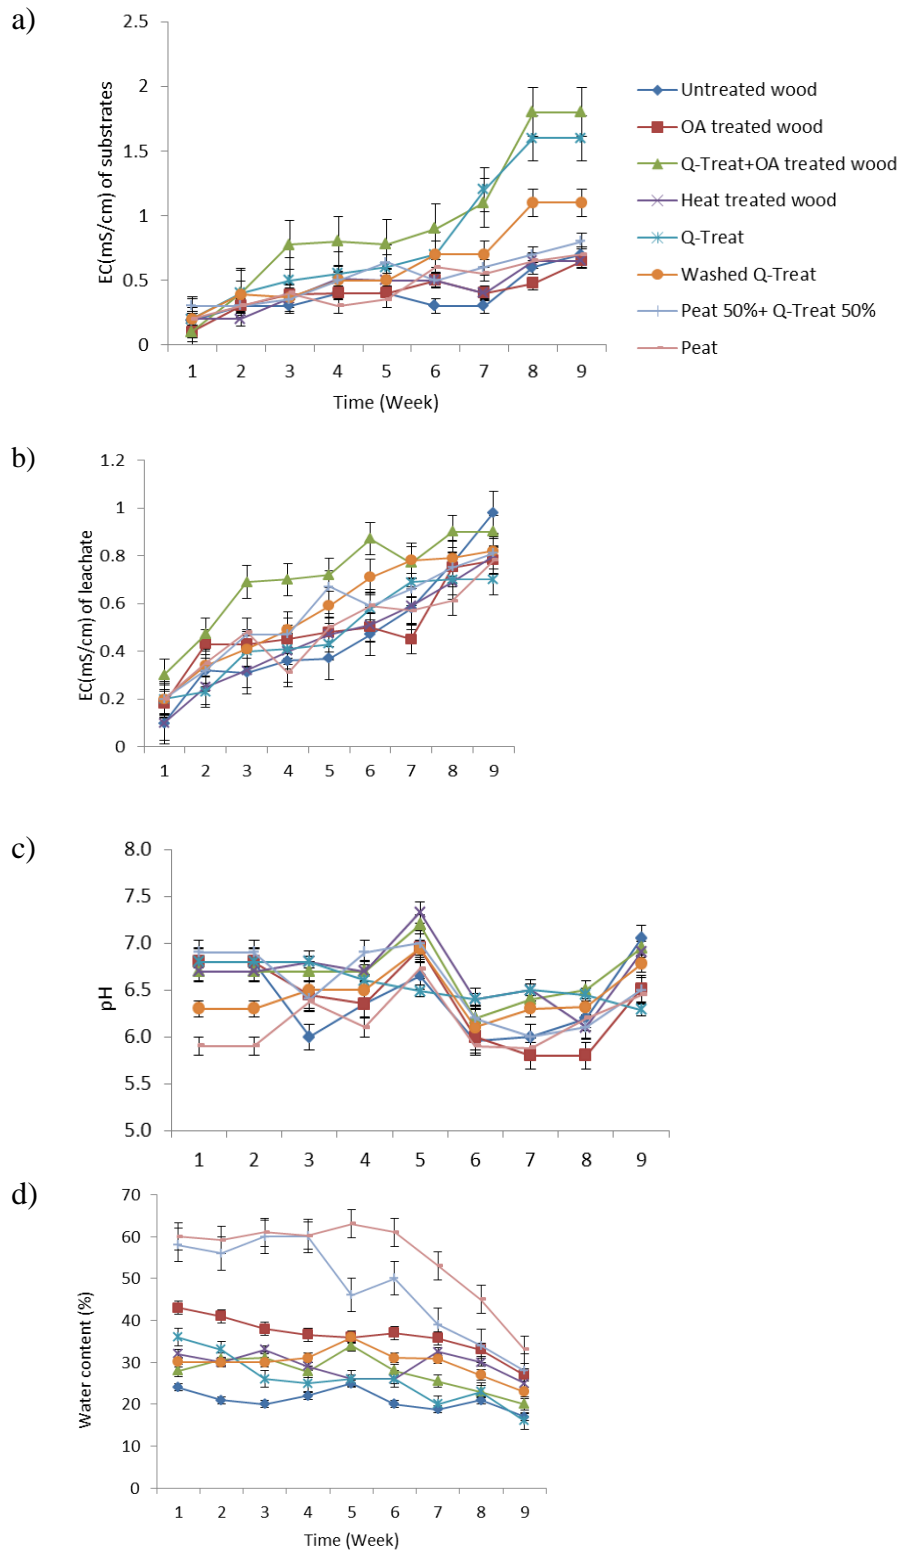 a)
EC(mS/cm) of substrates
2.5
2
1.5
1
0.5
0
1 2 3 4 5 6 7 8 9
Time (Week)
Untreated wood
OA treated wood
Q-Treat+OA treated wood
Heat treated wood
Q-Treat
Washed Q-Treat
Peat 50%+ Q-Treat 50%
Peat
b)
EC(mS/cm) of leachate
1.2
1
0.8
0.6
0.4
0.2
0
1 2 3 4 5 6 7 8 9
c)
pH
8.0
7.5
7.0
6.5
6.0
5.5
5.0
1 2 3 4 5 6 7 8 9
d)
Water content (%)
70
60
50
40
30
20
10
0
1 2 3 4 5 6 7 8 9
Time (Week)